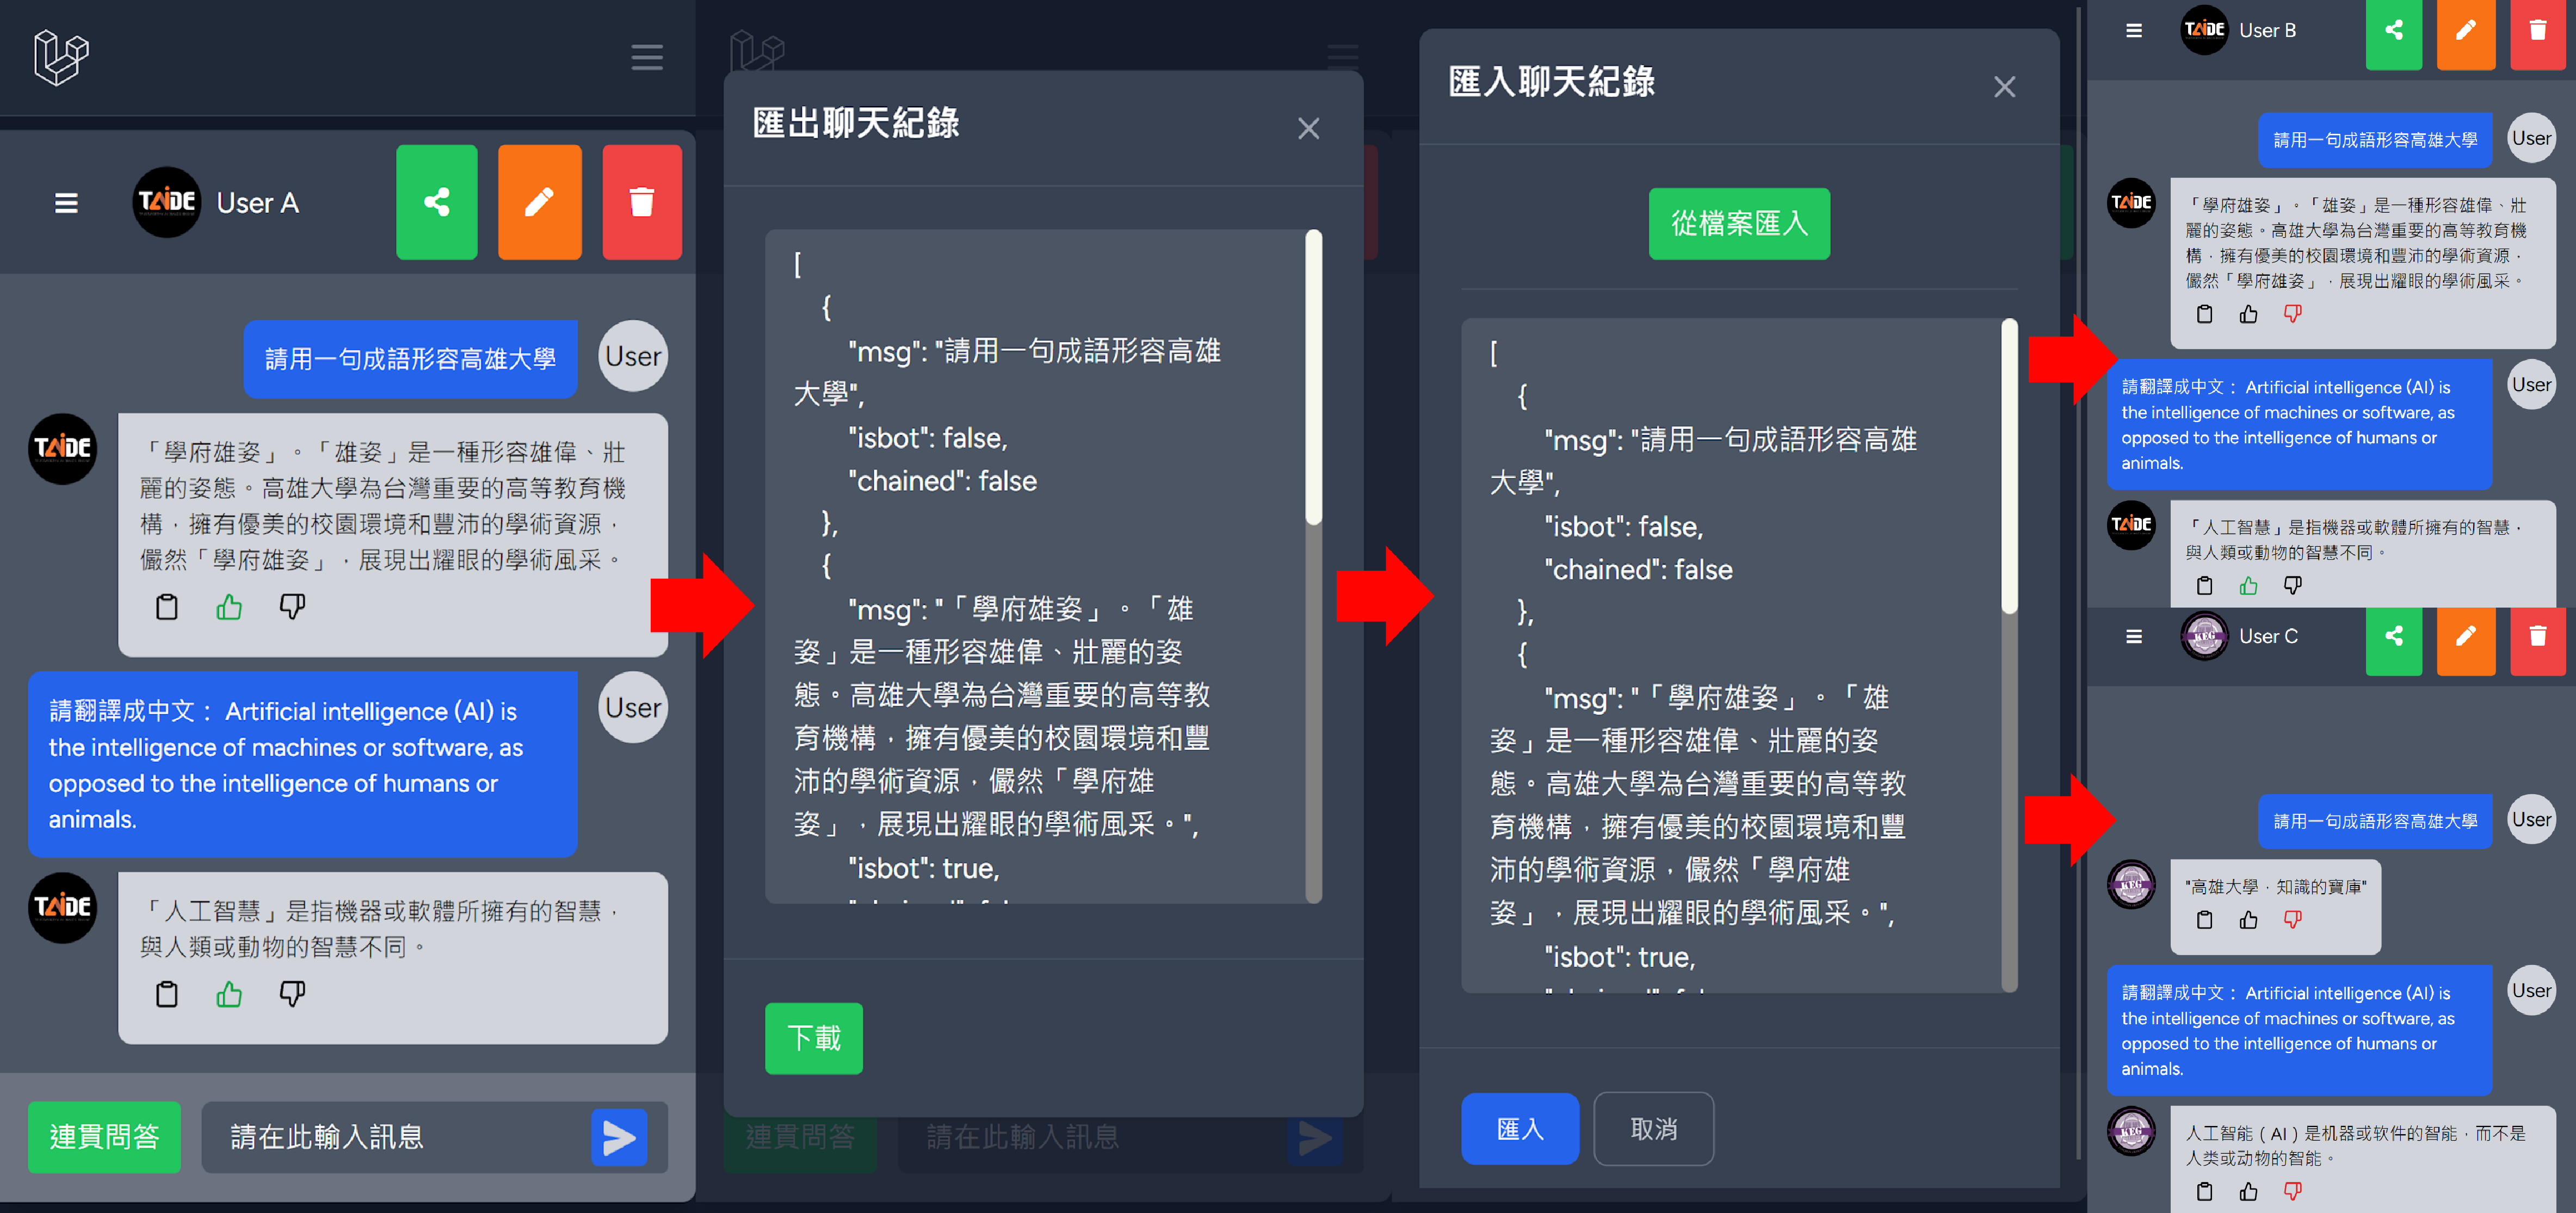 TAIDE
User A
請用一句成語形容高雄大學
User
TAIDE
「學府雄姿」。「雄姿」是一種形容雄偉、壯
麗的姿態。高雄大學為台灣重要的高等教育機
構，擁有優美的校園環境和豐沛的學術資源，
儼然「學府雄姿」，展現出耀眼的學術風采。
請翻譯成中文： Artificial intelligence (AI) is
the intelligence of machines or software, as
opposed to the intelligence of humans or
animals.
User
TAIDE
「人工智慧」是指機器或軟體所擁有的智慧，
與人類或動物的智慧不同。
連貫問答
請在此輸入訊息
匯出聊天紀錄
[
{
"msg": "請用一句成語形容高雄
大學",
"isbot": false,
"chained": false
},
{
"msg": "「學府雄姿」。「雄
姿」是一種形容雄偉、壯麗的姿
態。高雄大學為台灣重要的高等教
育機構，擁有優美的校園環境和豐
沛的學術資源，儼然「學府雄
姿」，展現出耀眼的學術風采。",
"isbot": true,
下載
連貫問答
請在此輸入訊息
匯入聊天紀錄
從檔案匯入
[
{
"msg": "請用一句成語形容高雄
大學",
"isbot": false,
"chained": false
},
{
"msg": "「學府雄姿」。「雄
姿」是一種形容雄偉、壯麗的姿
態。高雄大學為台灣重要的高等教
育機構，擁有優美的校園環境和豐
沛的學術資源，儼然「學府雄
姿」，展現出耀眼的學術風采。",
"isbot": true,
匯入
取消
TAIDE
User B
請用一句成語形容高雄大學
User
TAIDE
「學府雄姿」。「雄姿」是一種形容雄偉、壯
麗的姿態。高雄大學為台灣重要的高等教育機
構，擁有優美的校園環境和豐沛的學術資源，
儼然「學府雄姿」，展現出耀眼的學術風采。
請翻譯成中文： Artificial intelligence (AI) is
the intelligence of machines or software, as
opposed to the intelligence of humans or
animals.
User
TAIDE
「人工智慧」是指機器或軟體所擁有的智慧，
與人類或動物的智慧不同。
KEG
User C
請用一句成語形容高雄大學
User
KEG
"高雄大學，知識的寶庫"
請翻譯成中文： Artificial intelligence (AI) is
the intelligence of machines or software, as
opposed to the intelligence of humans or
animals.
User
KEG
人工智能（AI）是机器或软件的智能，而不是
人类或动物的智能。